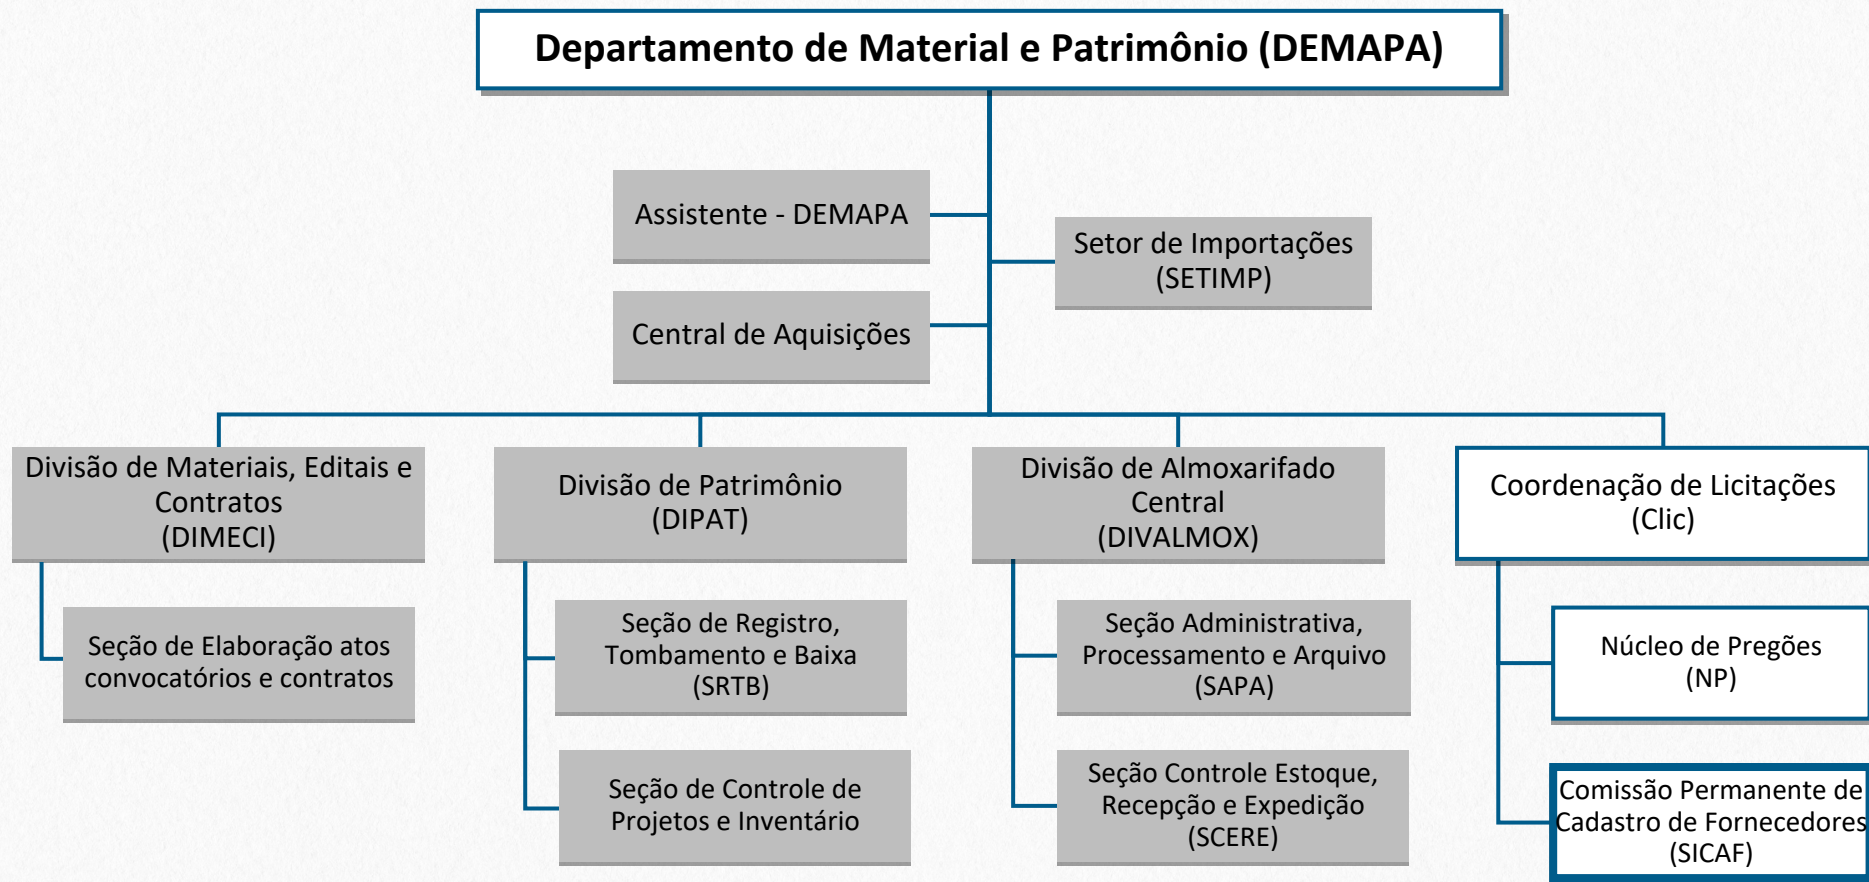 Departamento de Material e Patrimônio (DEMAPA)
Assistente - DEMAPA
Setor de Importações
(SETIMP)
Central de Aquisições
Divisão de Materiais, Editais e
Contratos
(DIMECI)
Seção de Elaboração atos
convocatórios e contratos
Divisão de Patrimônio
(DIPAT)
Seção de Registro,
Tombamento e Baixa
(SRTB)
Seção de Controle de
Projetos e Inventário
Divisão de Almoxarifado
Central
(DIVALMOX)
Seção Administrativa,
Processamento e Arquivo
(SAPA)
Seção Controle Estoque,
Recepção e Expedição
(SCERE)
Coordenação de Licitações
(Clic)
Núcleo de Pregões
(NP)
Comissão Permanente de
Cadastro de Fornecedores
(SICAF)